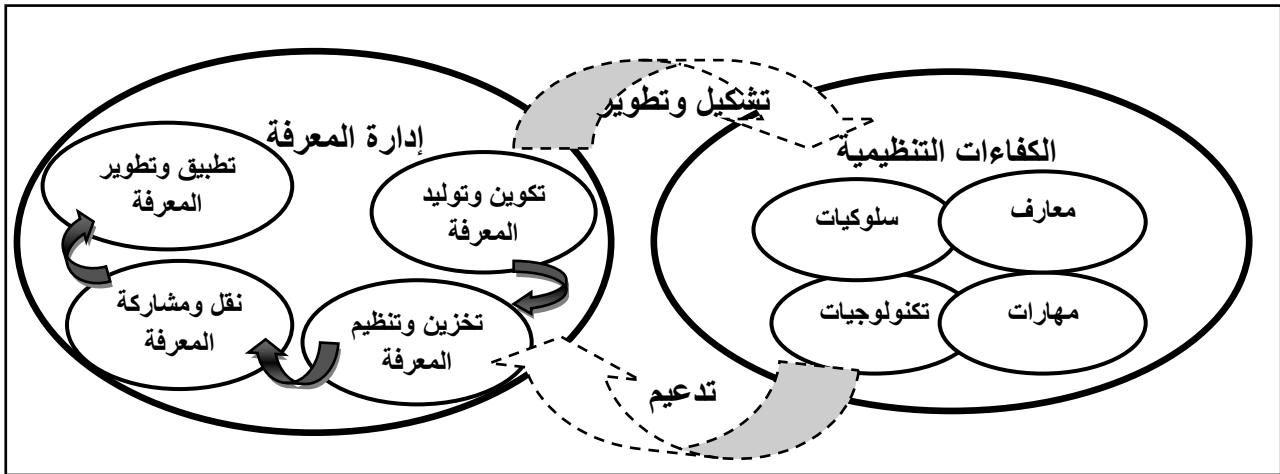 تشكيل وتطوير
إدارة المعرفة
الكفاءات التنظيمية
تطبيق وتطوير
المعرفة
تكوين وتوليد
المعرفة
معارف
سلوكيات
نقل ومشاركة
المعرفة
تخزين وتنظيم
المعرفة
مهارات
تكنولوجيات
تدعيم